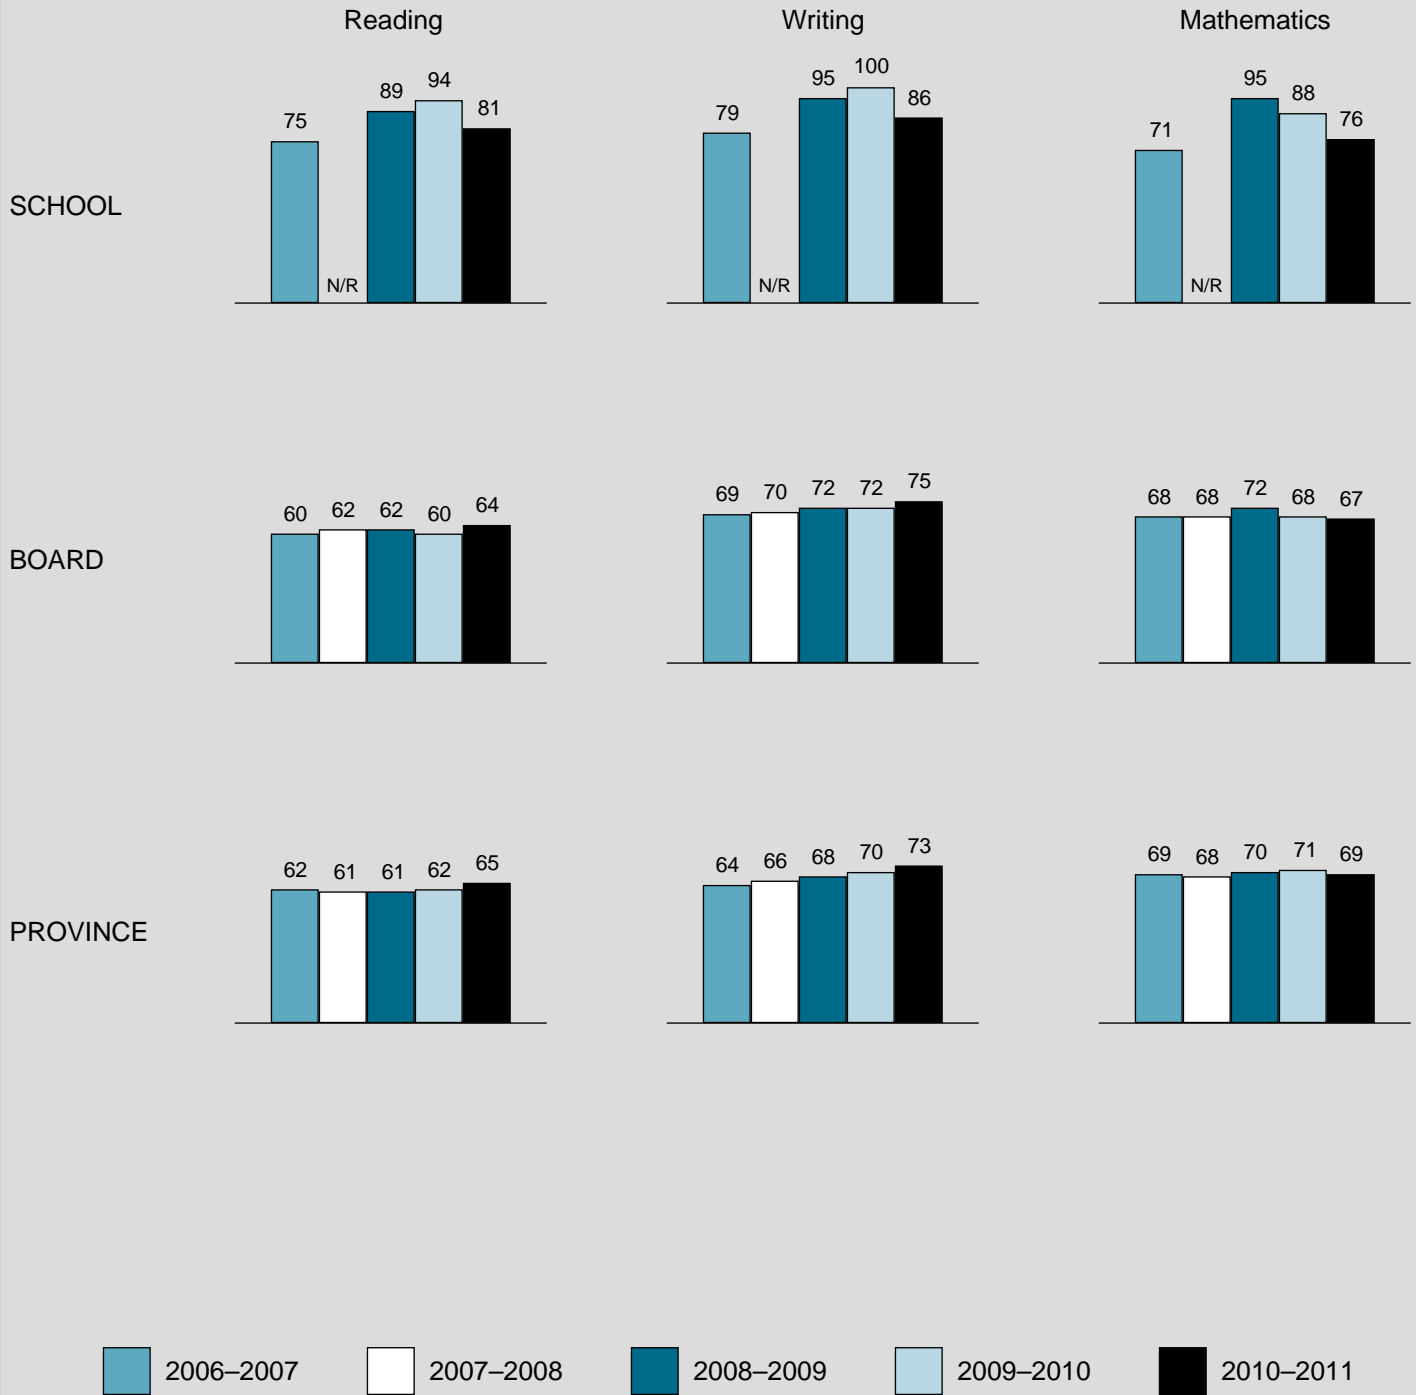 Reading Writing Mathematics
SCHOOL
75 N/R 89 94 81
79 N/R 95 100 86
71 N/R 95 88 76
BOARD
60 62 62 60 64
69 70 72 72 75
68 68 72 68 67
PROVINCE
62 61 61 62 65
64 66 68 70 73
69 68 70 71 69
2006–2007 2007–2008 2008–2009 2009–2010 2010–2011